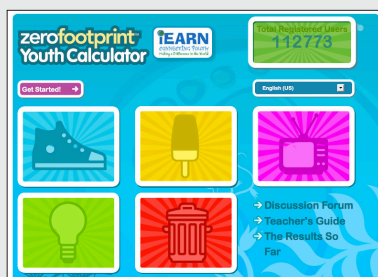 zerofootprint™
Youth Calculator
iEARN
CONNECTING YOUTH
Making a Difference in the World
Total Registered Users
112773
Get Started! →
English (US)
→ Discussion Forum
→ Teacher's Guide
→ The Results So
Far